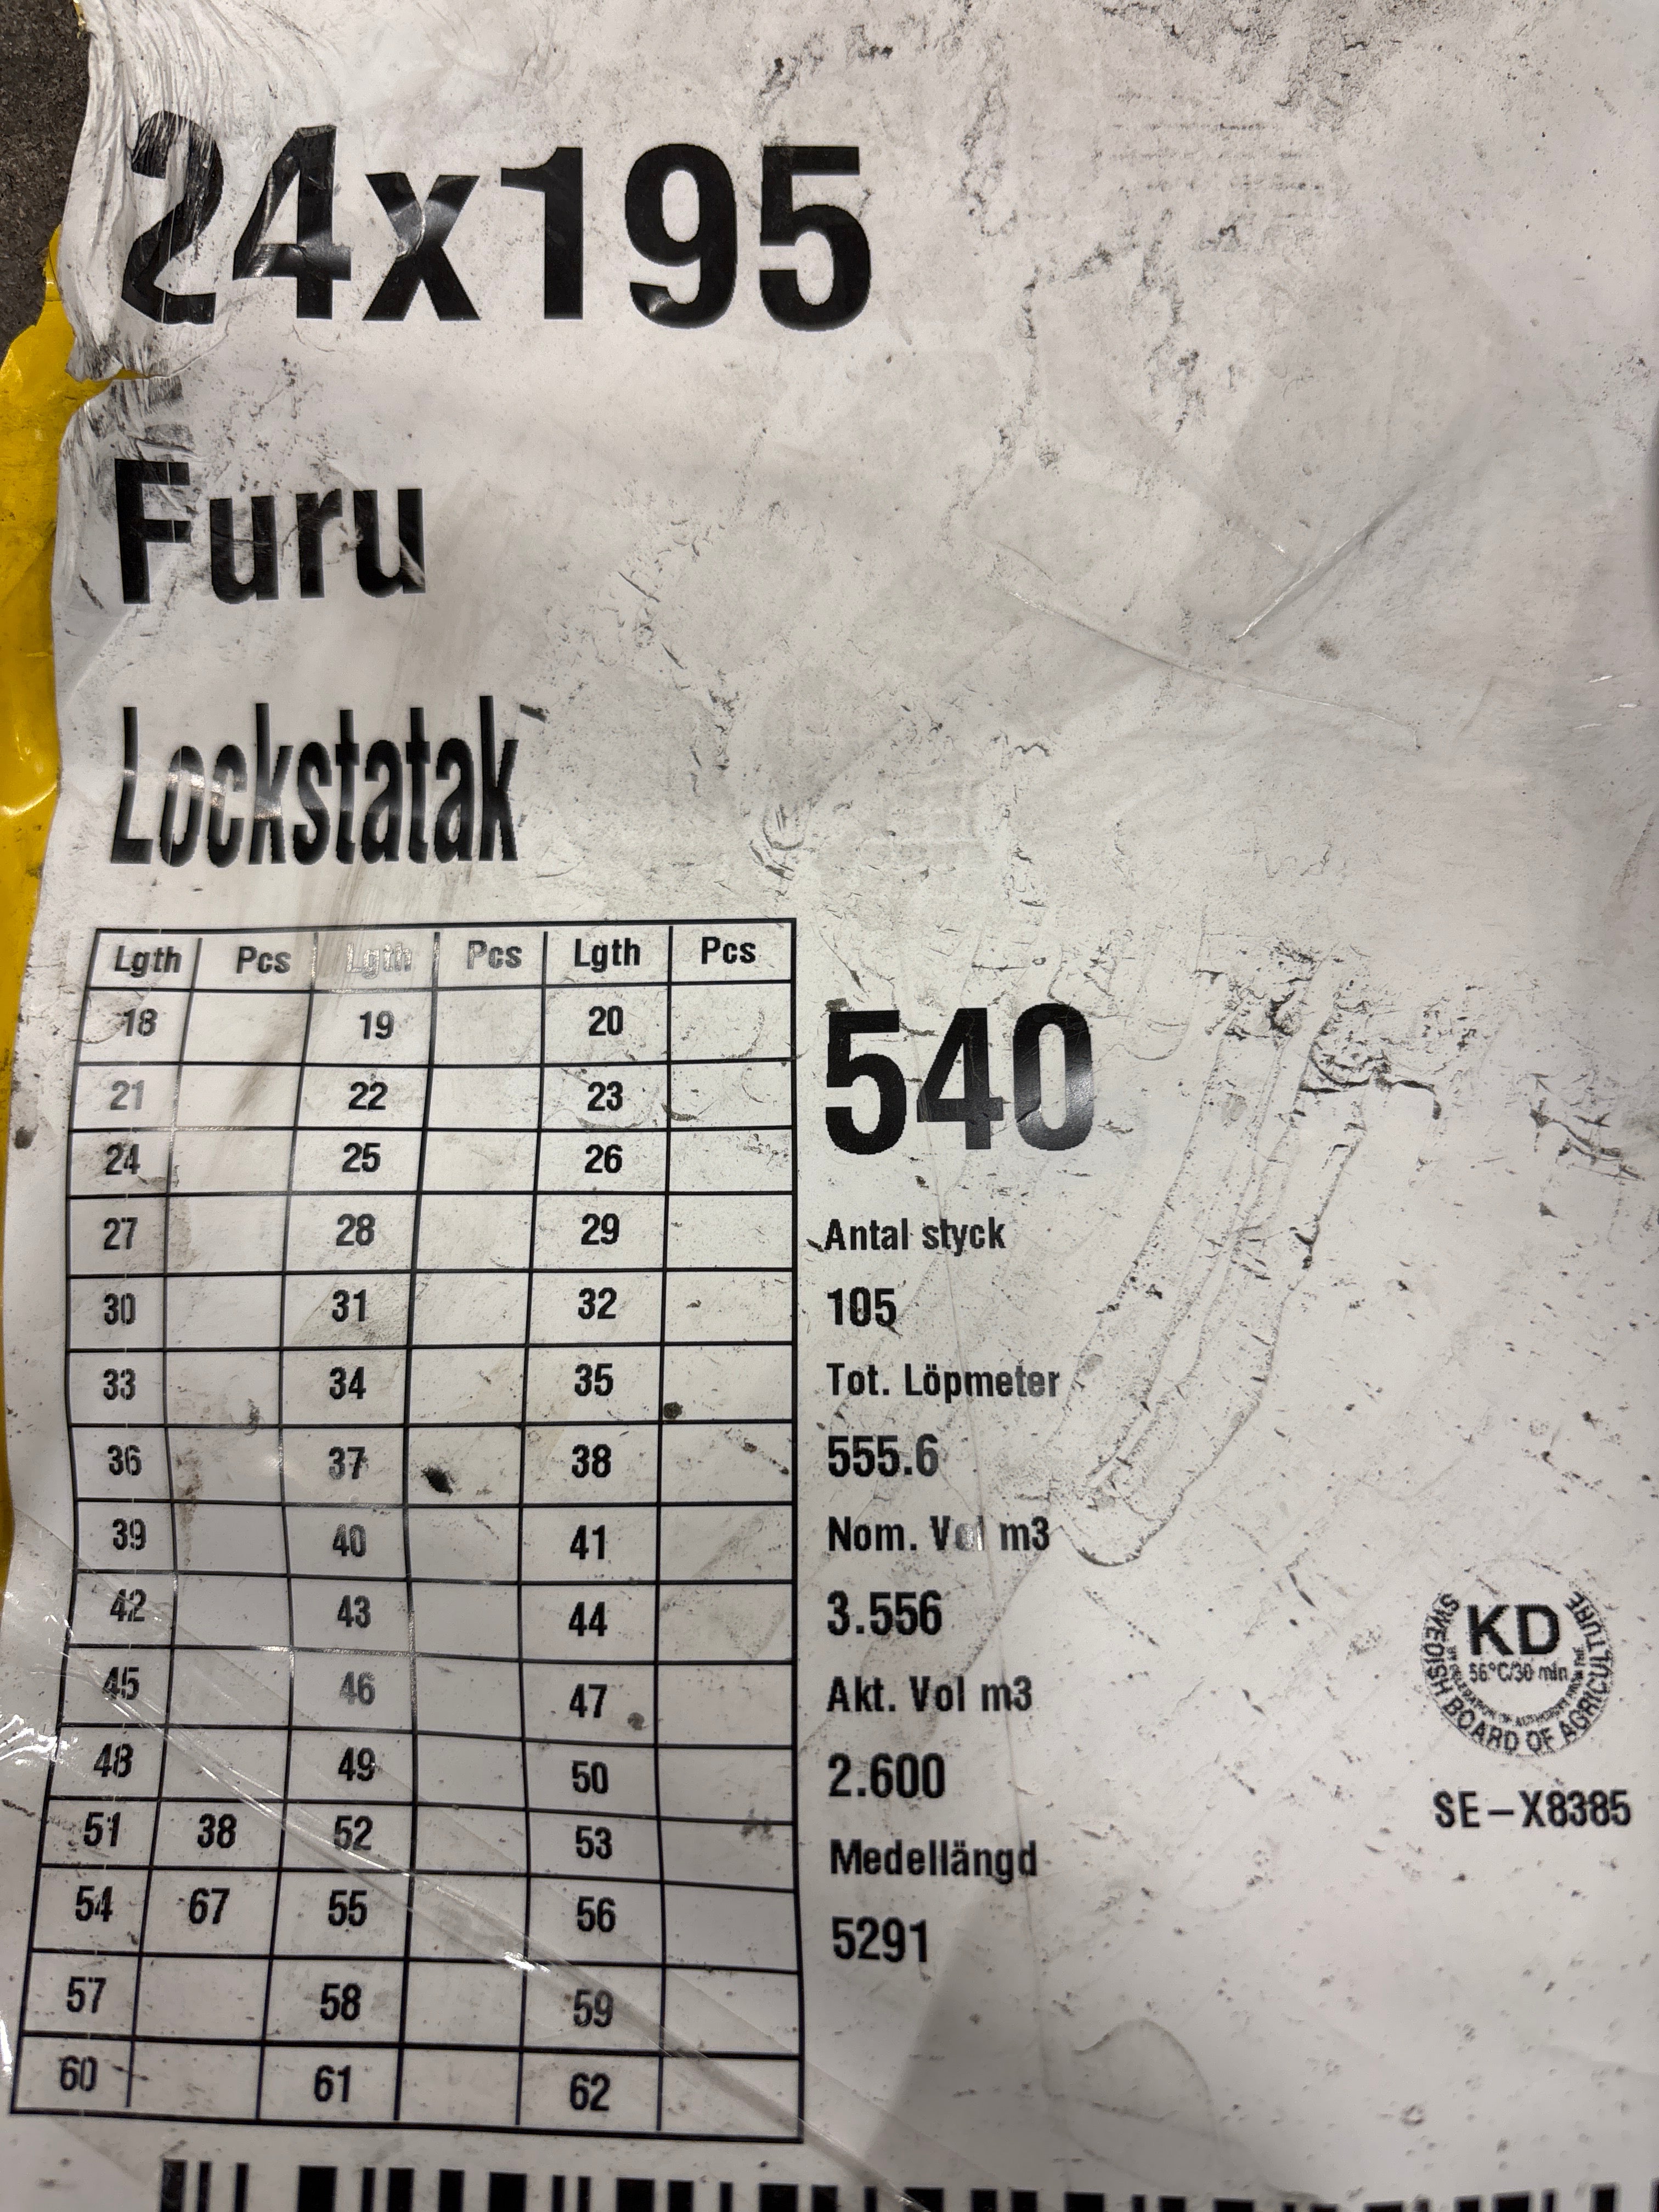 24x195
Furu
Lockstatak
Lgth Pcs Lgth Pcs Lgth Pcs
18 19 20
21 22 23
24 25 26
27 28 29
30 31 32
33 34 35
36 37 38
39 40 41
42 43 44
45 46 47
48 49 50
51 38 52 53
54 67 55 56
57 58 59
60 61 62
540
Antal styck
105
Tot. Löpmeter
555.6
Nom. Vol m3
3.556
Akt. Vol m3
2.600
Medellängd
5291
KD
56°C/30 min
SWEDISH BOARD OF AGRICULTURE
SE-X8385